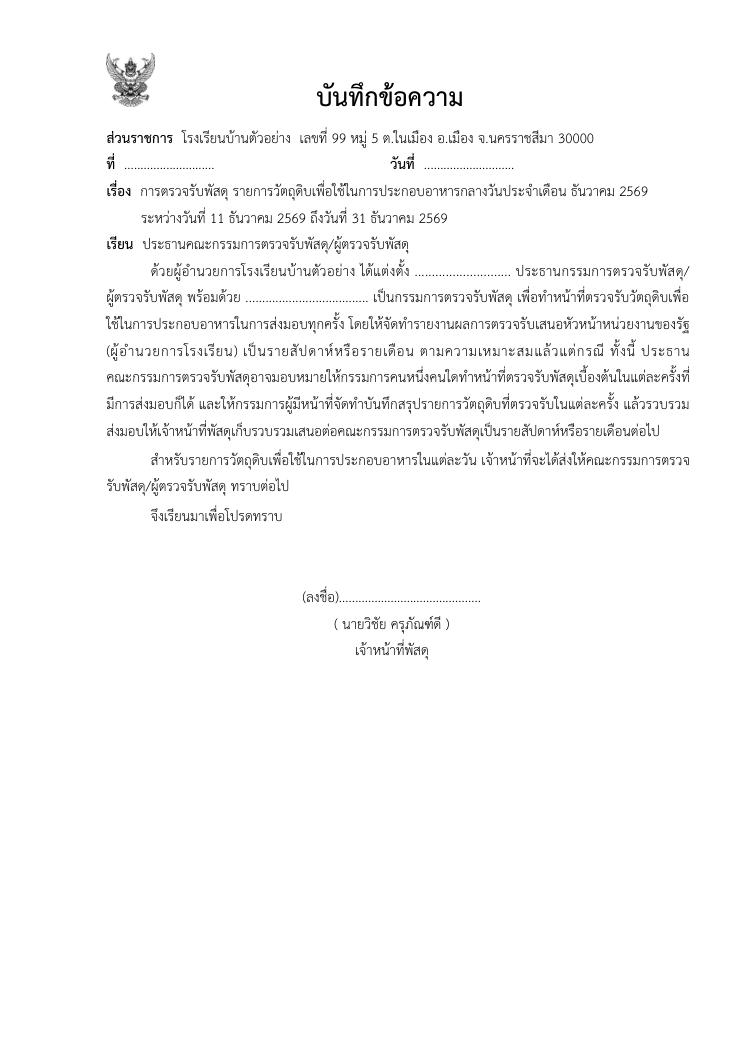 บันทึกข้อความ
ส่วนราชการ โรงเรียนบ้านตัวอย่าง เลขที่ 99 หมู่ 5 ต.ในเมือง อ.เมือง จ.นครราชสีมา 30000
ที่ ............................ วันที่ ............................
เรื่อง การตรวจรับพัสดุ รายการวัตถุดิบเพื่อใช้ในการประกอบอาหารกลางวันประจำเดือน ธันวาคม 2569
ระหว่างวันที่ 11 ธันวาคม 2569 ถึงวันที่ 31 ธันวาคม 2569
เรียน ประธานคณะกรรมการตรวจรับพัสดุ/ผู้ตรวจรับพัสดุ
ด้วยผู้อำนวยการโรงเรียนบ้านตัวอย่าง ได้แต่งตั้ง ............................ ประธานกรรมการตรวจรับพัสดุ/
ผู้ตรวจรับพัสดุ พร้อมด้วย ...................................... เป็นกรรมการตรวจรับพัสดุ เพื่อทำหน้าที่ตรวจรับวัตถุดิบเพื่อ
ใช้ในการประกอบอาหารในการส่งมอบทุกครั้ง โดยให้จัดทำรายงานผลการตรวจรับเสนอหัวหน้าหน่วยงานของรัฐ
(ผู้อำนวยการโรงเรียน) เป็นรายสัปดาห์หรือรายเดือน ตามความเหมาะสมแล้วแต่กรณี ทั้งนี้ ประธาน
คณะกรรมการตรวจรับพัสดุอาจมอบหมายให้กรรมการคนหนึ่งคนใดทำหน้าที่ตรวจรับพัสดุเบื้องต้นในแต่ละครั้งที่
มีการส่งมอบก็ได้ และให้กรรมการผู้มีหน้าที่จัดทำบันทึกสรุปรายการวัตถุดิบที่ตรวจรับในแต่ละครั้ง แล้วรวบรวม
ส่งมอบให้เจ้าหน้าที่พัสดุเก็บรวบรวมเสนอต่อคณะกรรมการตรวจรับพัสดุเป็นรายสัปดาห์หรือรายเดือนต่อไป
สำหรับรายการวัตถุดิบเพื่อใช้ในการประกอบอาหารในแต่ละวัน เจ้าหน้าที่จะได้ส่งให้คณะกรรมการตรวจ
รับพัสดุ/ผู้ตรวจรับพัสดุ ทราบต่อไป
จึงเรียนมาเพื่อโปรดทราบ
(ลงชื่อ)............................................
( นายวิชัย ครุภัณฑ์ดี )
เจ้าหน้าที่พัสดุ